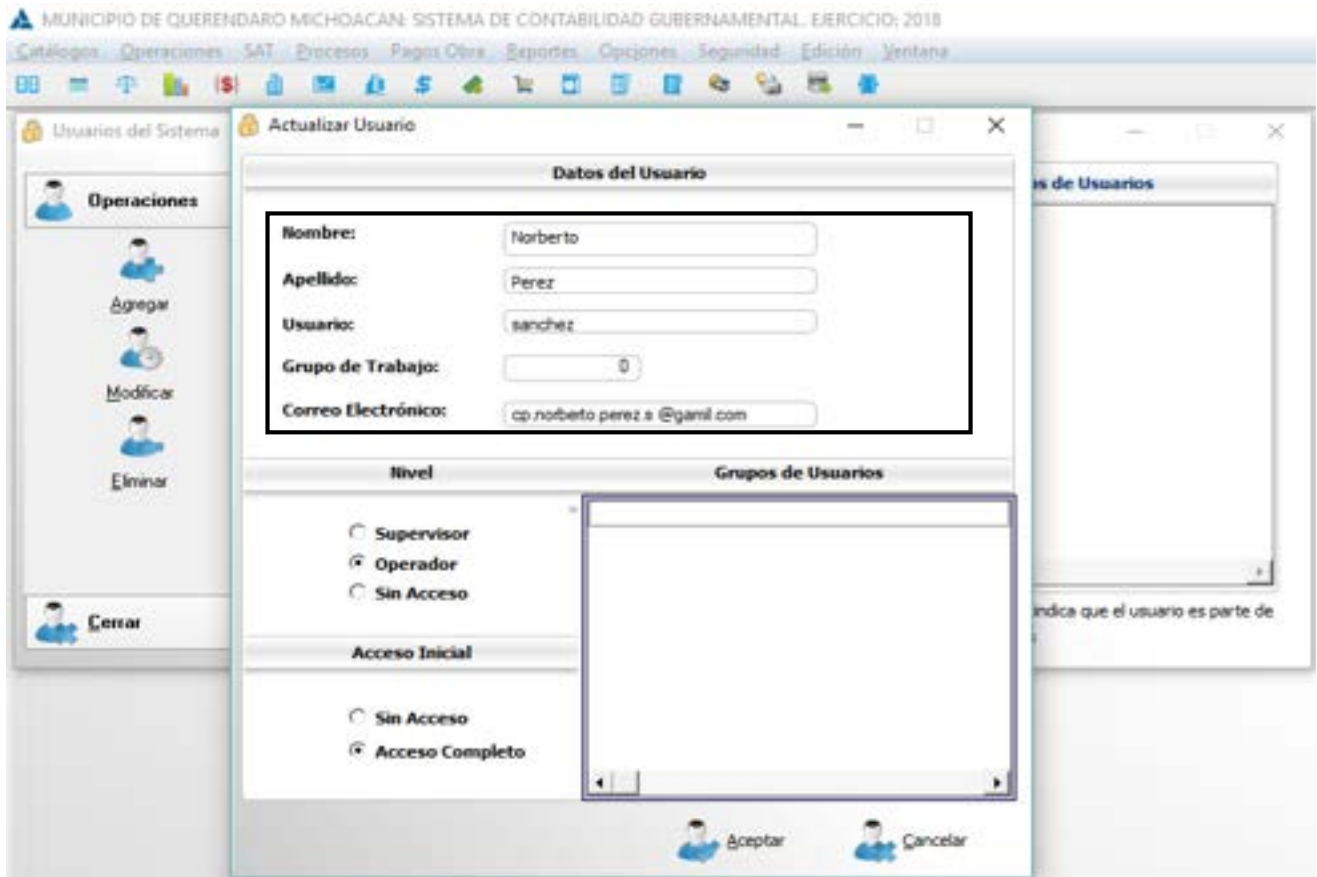 MUNICIPIO DE QUERENDARO MICHOACAN: SISTEMA DE CONTABILIDAD GUBERNAMENTAL. EJERCICIO: 2018
Catálogos Operaciones SAT Procesos Pagos Obra Reportes Opciones Seguridad Edición Ventana
Usuarios del Sistema
Actualizar Usuario
Datos del Usuario
s de Usuarios
Operaciones
Nombre: Norberto
Apellido: Perez
Agregar
Usuario: sanchez
Grupo de Trabajo: 0
Modificar
Correo Electrónico: cp.norberto.perez.s @gamil.com
Eliminar
Nivel Grupos de Usuarios
Supervisor
Operador
Sin Acceso
Cerrar
indica que el usuario es parte de
Acceso Inicial
Sin Acceso
Acceso Completo
Aceptar Cancelar